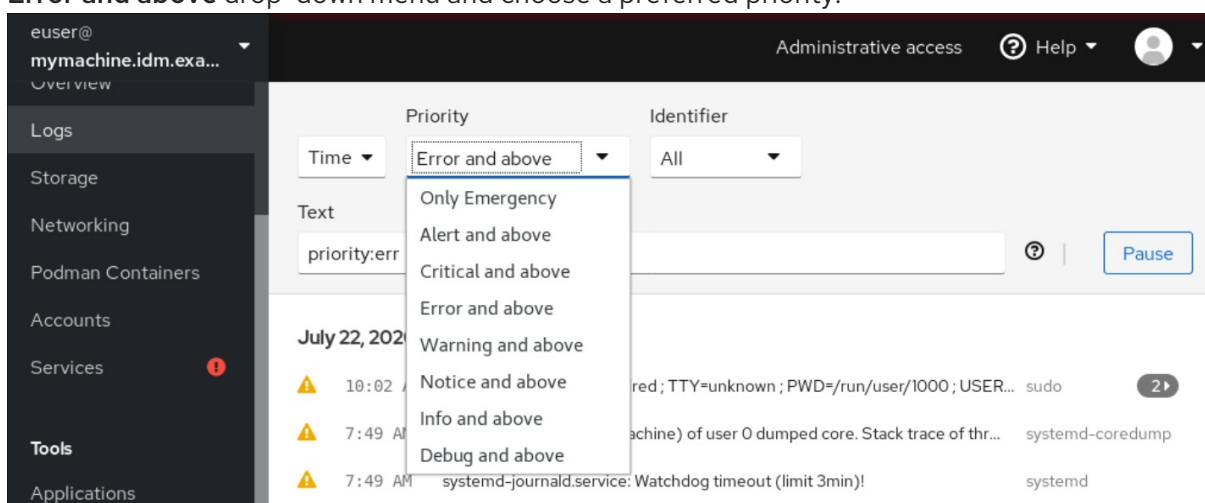 Error and above drop-down menu and choose a preferred priority.
euser@
mymachine.idm.exa...
Overview
Logs
Storage
Networking
Podman Containers
Accounts
Services
Tools
Applications
Administrative access
Help
Priority
Identifier
Time
Error and above
All
Only Emergency
Alert and above
Critical and above
Error and above
Warning and above
Notice and above
Info and above
Debug and above
Text
priority:err
Pause
July 22, 202
10:02 red ; TTY=unknown ; PWD=/run/user/1000 ; USER... sudo 2
7:49 AM achine) of user 0 dumped core. Stack trace of thr... systemd-coredump
7:49 AM systemd-journald.service: Watchdog timeout (limit 3min)! systemd